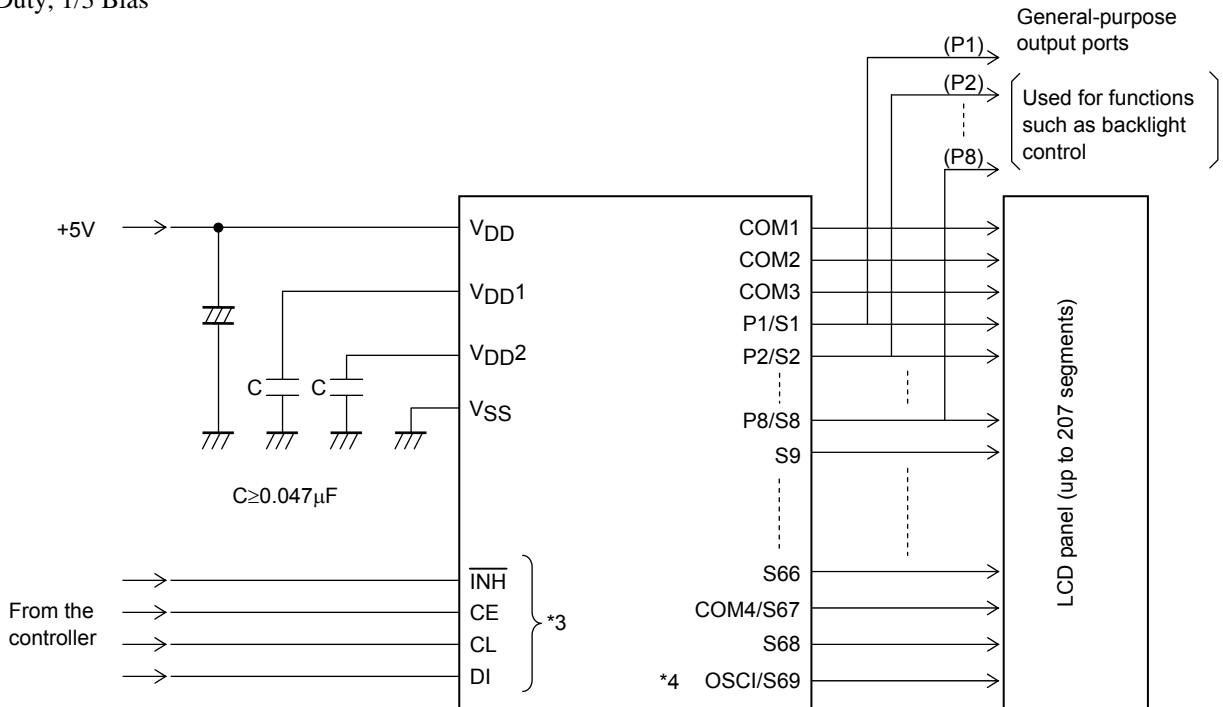 Duty, 1/3 Bias
General-purpose
output ports
(P1)
(P2)
Used for functions
such as backlight
control
(P8)
+5V
VDD
COM1
COM2
VDD1
COM3
P1/S1
VDD2
P2/S2
C
C
VSS
P8/S8
S9
C≥0.047μF
LCD panel (up to 207 segments)
INH
S66
From the
controller
CE
*3
COM4/S67
CL
S68
DI
*4
OSCI/S69